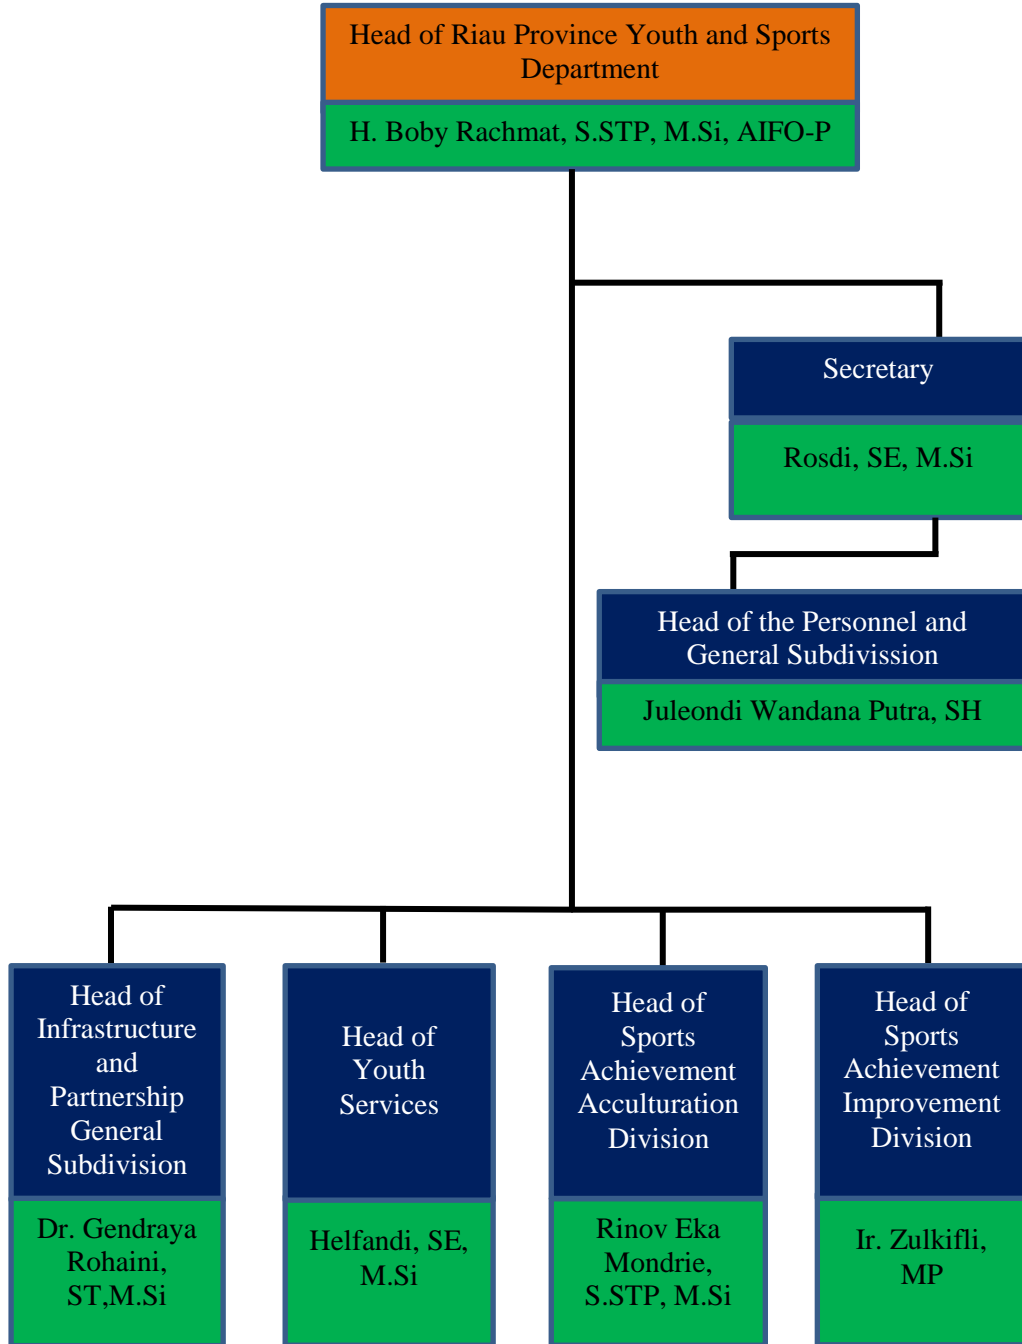 Head of Riau Province Youth and Sports
Department
H. Boby Rachmat, S.STP, M.Si, AIFO-P
Secretary
Rosdi, SE, M.Si
Head of the Personnel and
General Subdivission
Juleondi Wandana Putra, SH
Head of
Infrastructure
and
Partnership
General
Subdivision
Dr. Gendraya
Rohaini,
ST,M.Si
Head of
Youth
Services
Helfandi, SE,
M.Si
Head of
Sports
Achievement
Acculturation
Division
Rinov Eka
Mondrie,
S.STP, M.Si
Head of
Sports
Achievement
Improvement
Division
Ir. Zulkifli,
MP